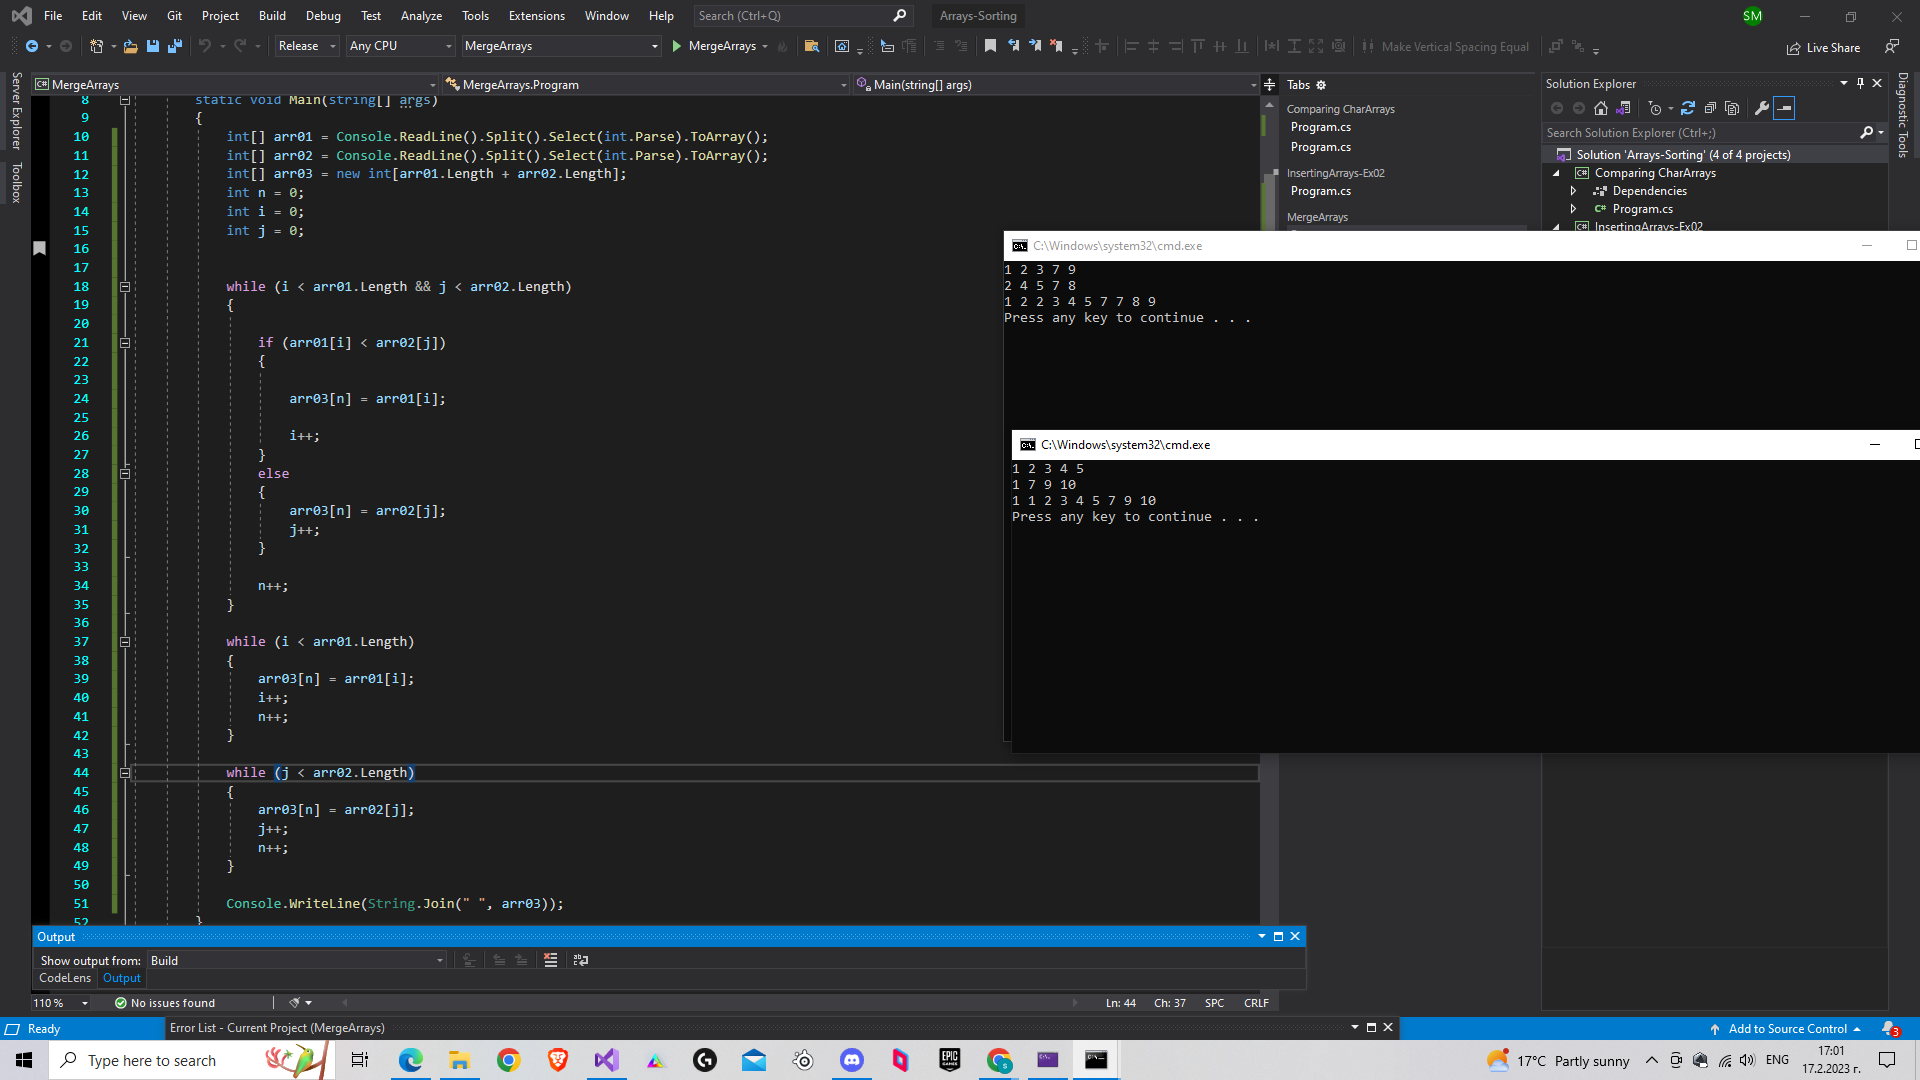 File Edit View Git Project Build Debug Test Analyze Tools Extensions Window Help Search (Ctrl+Q) Arrays-Sorting SM
Release Any CPU MergeArrays MergeArrays Make Vertical Spacing Equal Live Share
Server Explorer
Toolbox
MergeArrays MergeArrays.Program Main(string[] args)
8 static void Main(string[] args)
9 {
10 int[] arr01 = Console.ReadLine().Split().Select(int.Parse).ToArray();
11 int[] arr02 = Console.ReadLine().Split().Select(int.Parse).ToArray();
12 int[] arr03 = new int[arr01.Length + arr02.Length];
13 int n = 0;
14 int i = 0;
15 int j = 0;
16
17
18 while (i < arr01.Length && j < arr02.Length)
19 {
20
21 if (arr01[i] < arr02[j])
22 {
23
24 arr03[n] = arr01[i];
25
26 i++;
27 }
28 else
29 {
30 arr03[n] = arr02[j];
31 j++;
32 }
33
34 n++;
35 }
36
37 while (i < arr01.Length)
38 {
39 arr03[n] = arr01[i];
40 i++;
41 n++;
42 }
43
44 while (j < arr02.Length)
45 {
46 arr03[n] = arr02[j];
47 j++;
48 n++;
49 }
50
51 Console.WriteLine(String.Join(" ", arr03));
52 }
Tabs
Comparing CharArrays
Program.cs
Program.cs
InsertingArrays-Ex02
Program.cs
MergeArrays
Solution Explorer
Search Solution Explorer (Ctrl+;)
Solution 'Arrays-Sorting' (4 of 4 projects)
Comparing CharArrays
Dependencies
C# Program.cs
InsertingArrays-Ex02
Diagnostic Tools
C:\Windows\system32\cmd.exe
1 2 3 7 9
2 4 5 7 8
1 2 2 3 4 5 7 7 8 9
Press any key to continue . . .
C:\Windows\system32\cmd.exe
1 2 3 4 5
1 7 9 10
1 1 2 3 4 5 7 9 10
Press any key to continue . . .
Output
Show output from: Build
CodeLens Output
110 % No issues found Ln: 44 Ch: 37 SPC CRLF
Ready Error List - Current Project (MergeArrays) Add to Source Control 3
Type here to search EPIC GAMES 17°C Partly sunny ENG 17:01
17.2.2023 г.